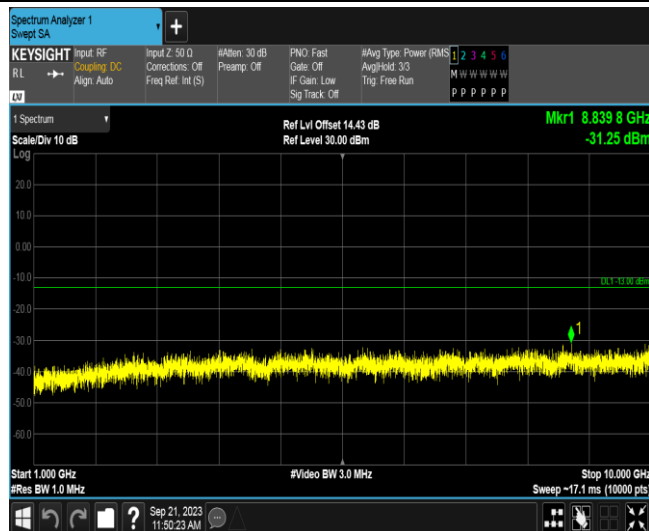 Spectrum Analyzer 1
Swept SA
+
KEYSIGHT
RL
LXI
Input: RF
Coupling: DC
Align: Auto
Input Z: 50 Ω
Corrections: Off
Freq Ref: Int (S)
#Atten: 30 dB
Preamp: Off
PNO: Fast
Gate: Off
IF Gain: Low
Sig Track: Off
#Avg Type: Power (RMS
Avg|Hold: 3/3
Trig: Free Run
1 2 3 4 5 6
M W W W W W
P P P P P P
1 Spectrum
Scale/Div 10 dB
Log
Ref Lvl Offset 14.43 dB
Ref Level 30.00 dBm
Mkr1 8.839 8 GHz
-31.25 dBm
20.0
10.0
0.00
-10.0
-20.0
-30.0
-40.0
-50.0
-60.0
DL1 -13.00 dBm
1
Start 1.000 GHz
#Res BW 1.0 MHz
#Video BW 3.0 MHz
Stop 10.000 GHz
Sweep ~17.1 ms (10000 pts)
?
Sep 21, 2023
11:50:23 AM